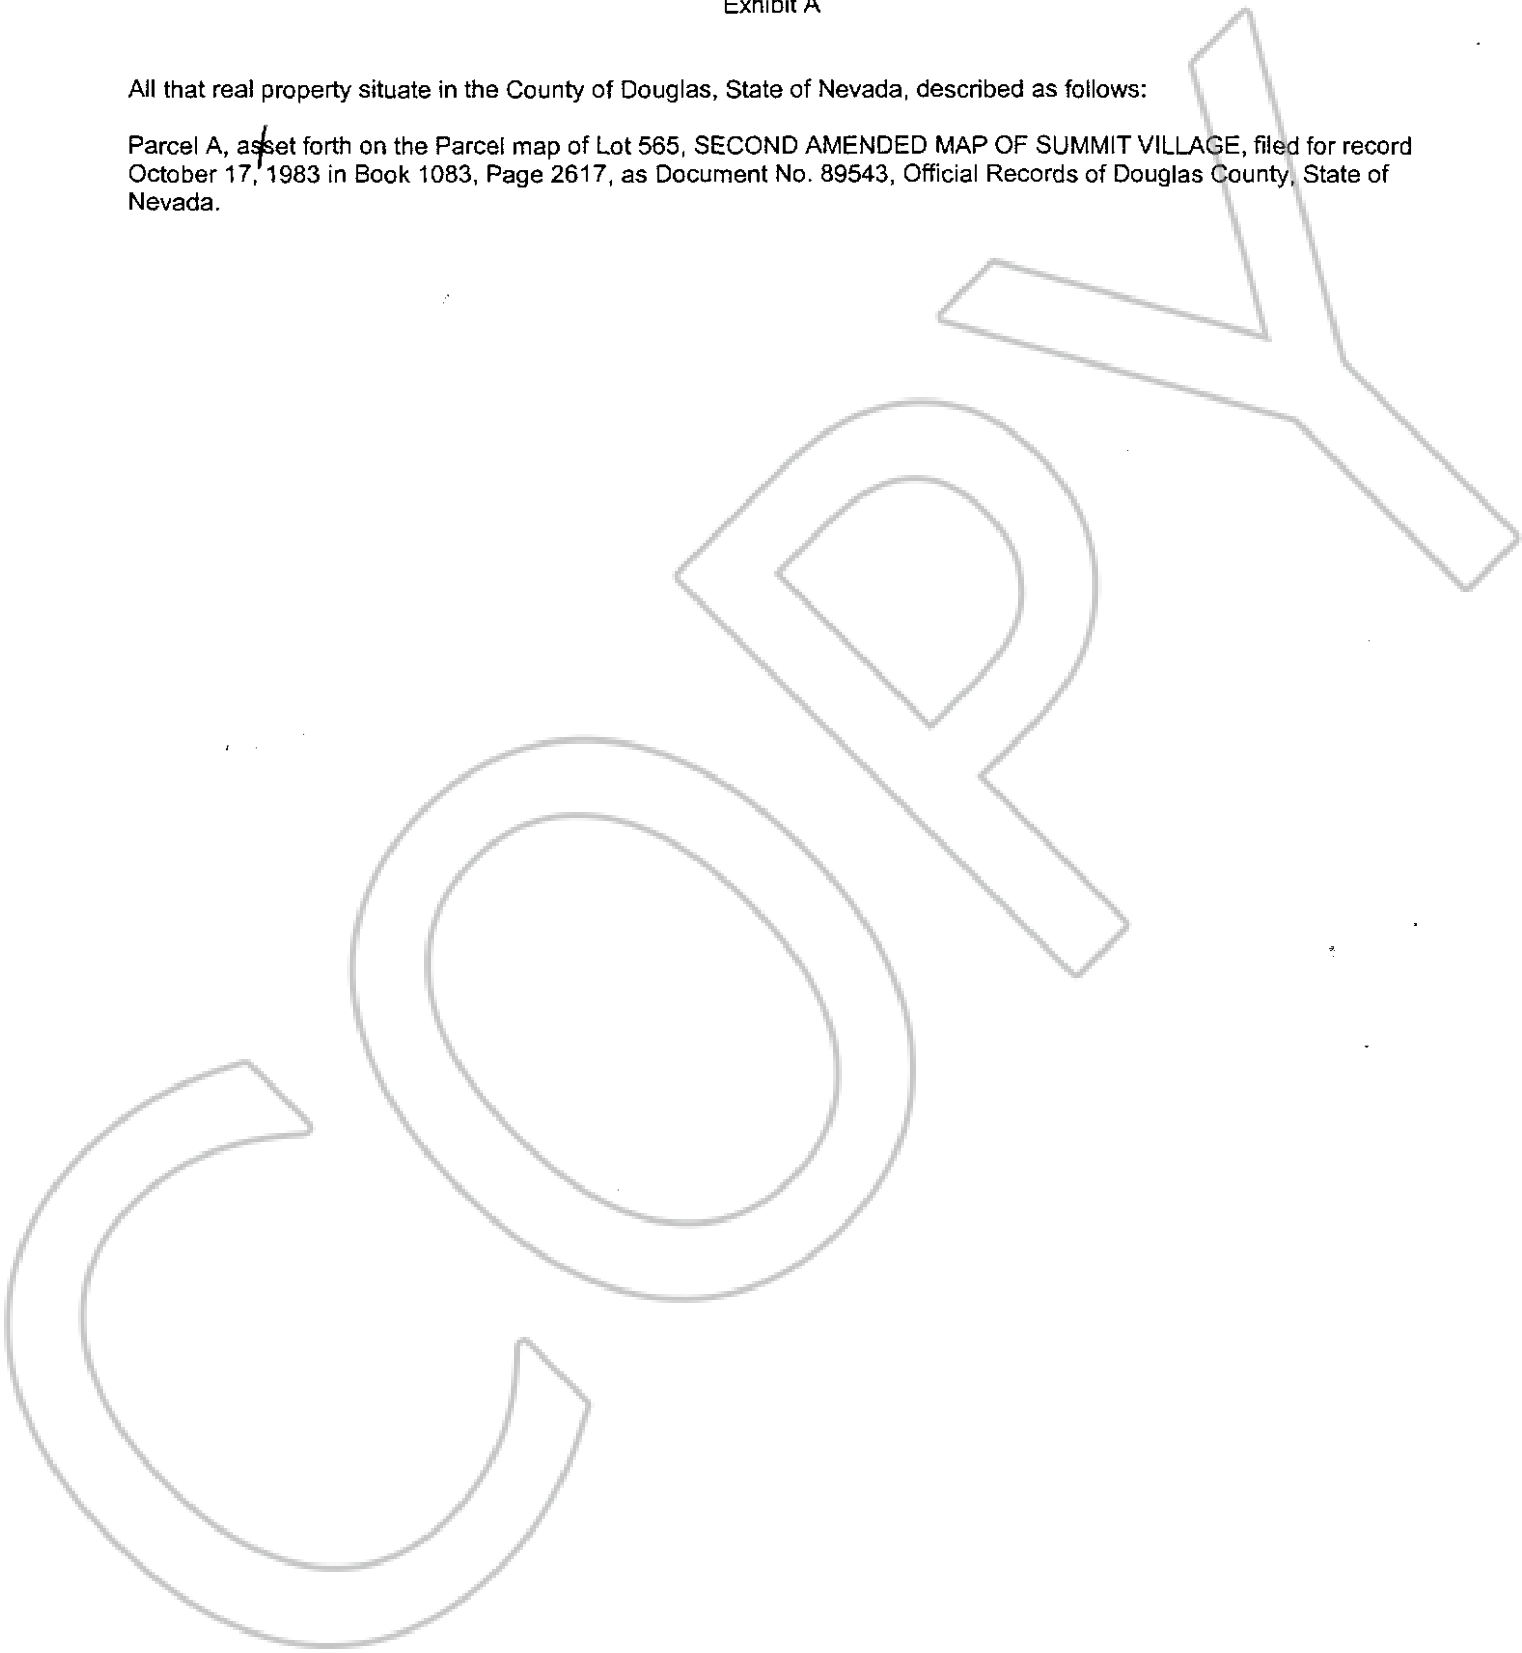 Exhibit A
All that real property situate in the County of Douglas, State of Nevada, described as follows:
Parcel A, asset forth on the Parcel map of Lot 565, SECOND AMENDED MAP OF SUMMIT VILLAGE, filed for record
October 17, 1983 in Book 1083, Page 2617, as Document No. 89543, Official Records of Douglas County, State of
Nevada.
COPY